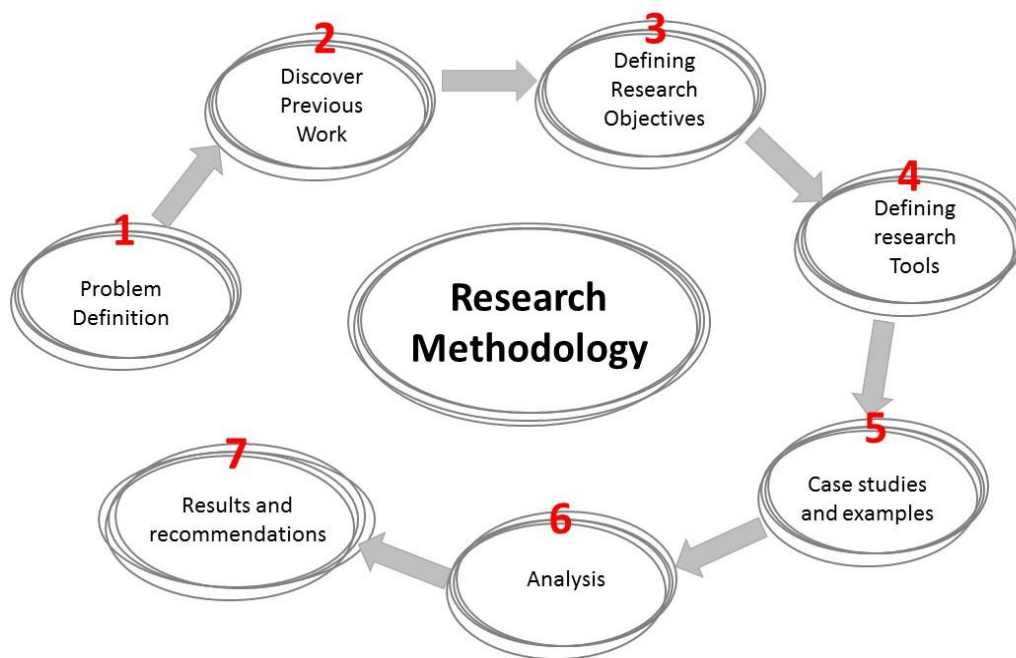 1
Problem
Definition
2
Discover
Previous
Work
3
Defining
Research
Objectives
4
Defining
research
Tools
5
Case studies
and examples
6
Analysis
7
Results and
recommendations
Research
Methodology